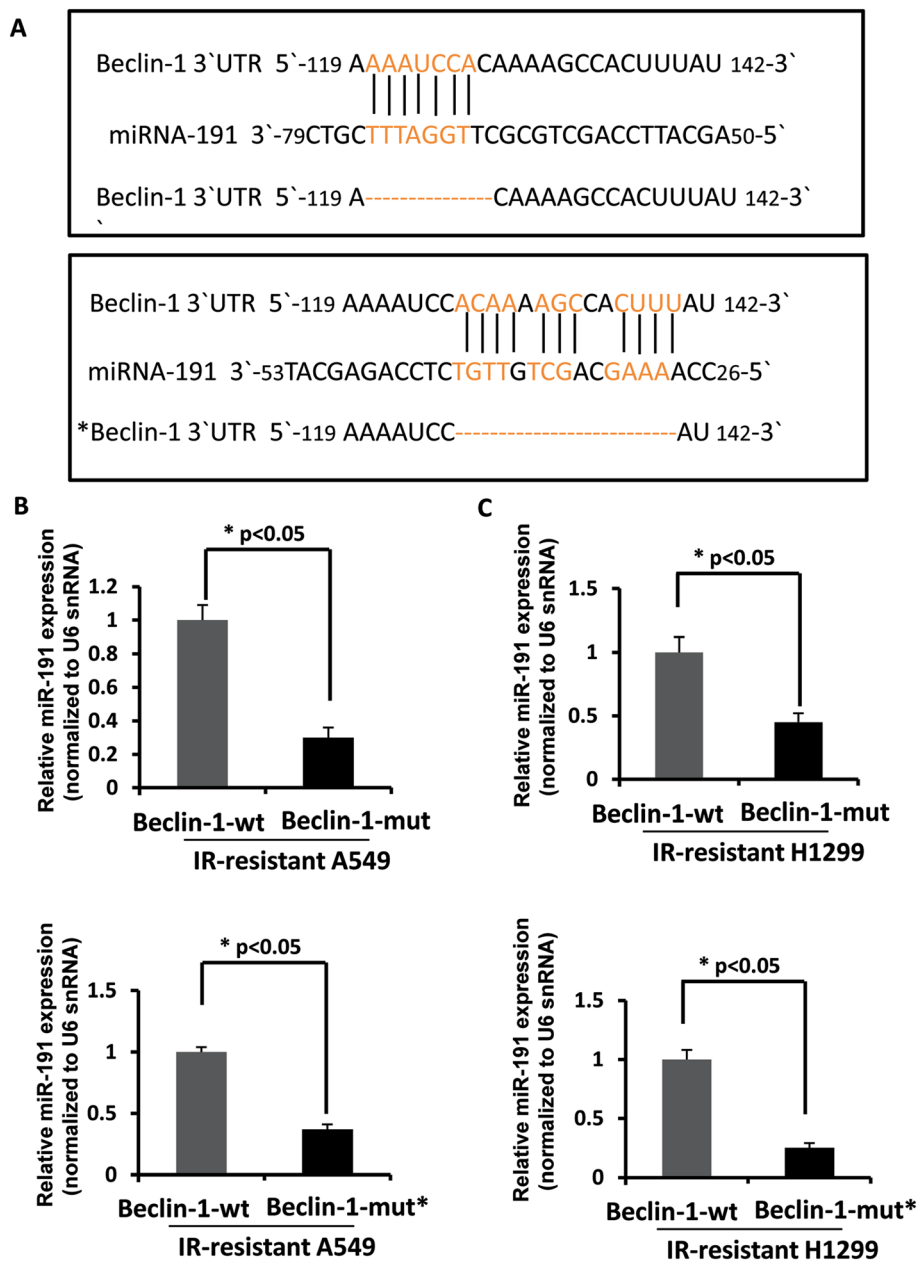 A
Beclin-1 3`UTR 5`-119 AAAAUCCACAAAAGCCACUUUAU 142-3`
miRNA-191 3`-79CTGCTTTAGGTTCGCGTCGACCTTACGA50-5`
Beclin-1 3`UTR 5`-119 A---------------CAAAAGCCACUUUAU 142-3`
`
Beclin-1 3`UTR 5`-119 AAAAUCCACAAAAGCCACUUUAU 142-3`
miRNA-191 3`-53TACGAGACCTCTGTTGTCGACGAAAACC26-5`
*Beclin-1 3`UTR 5`-119 AAAAUCC--------------------------AU 142-3`
B
Relative miR-191 expression
(normalized to U6 snRNA)
* p<0.05
1.2
1
0.8
0.6
0.4
0.2
0
Beclin-1-wt Beclin-1-mut
IR-resistant A549
C
Relative miR-191 expression
(normalized to U6 snRNA)
* p<0.05
1.5
1
0.5
0
Beclin-1-wt Beclin-1-mut
IR-resistant H1299
Relative miR-191 expression
(normalized to U6 snRNA)
* p<0.05
1.5
1
0.5
0
Beclin-1-wt Beclin-1-mut*
IR-resistant A549
Relative miR-191 expression
(normalized to U6 snRNA)
* p<0.05
1.5
1
0.5
0
Beclin-1-wt Beclin-1-mut*
IR-resistant H1299